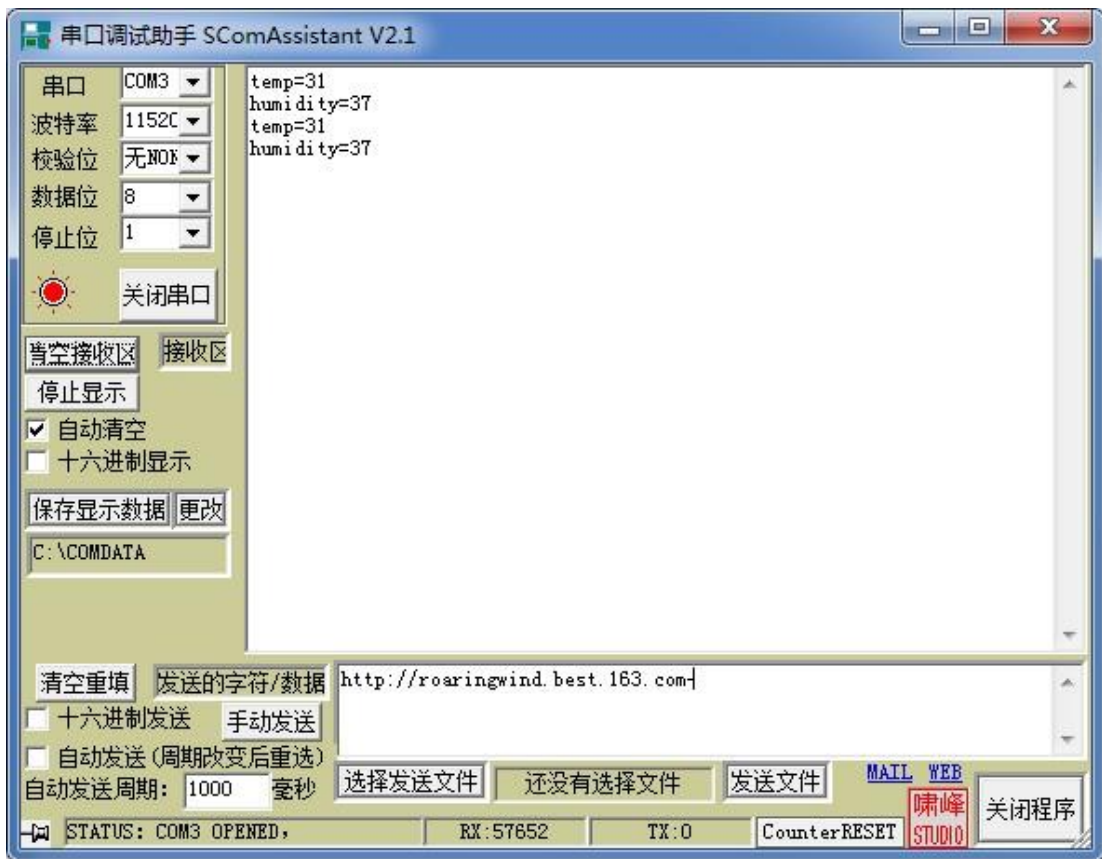 串口调试助手 SComAssistant V2.1
串口 COM3
波特率 11520
校验位 无NON
数据位 8
停止位 1
关闭串口
temp=31
humidity=37
temp=31
humidity=37
清空接收区 接收区
停止显示
自动清空
十六进制显示
保存显示数据 更改
C:\COMDATA
清空重填 发送的字符/数据
http://roaringwind.best.163.com
十六进制发送 手动发送
自动发送(周期改变后重选)
自动发送周期: 1000 毫秒
选择发送文件 还没有选择文件 发送文件
MAIL WEB
啸峰
STUDIO
关闭程序
STATUS: COM3 OPENED, RX:57652 TX:0 CounterRESET